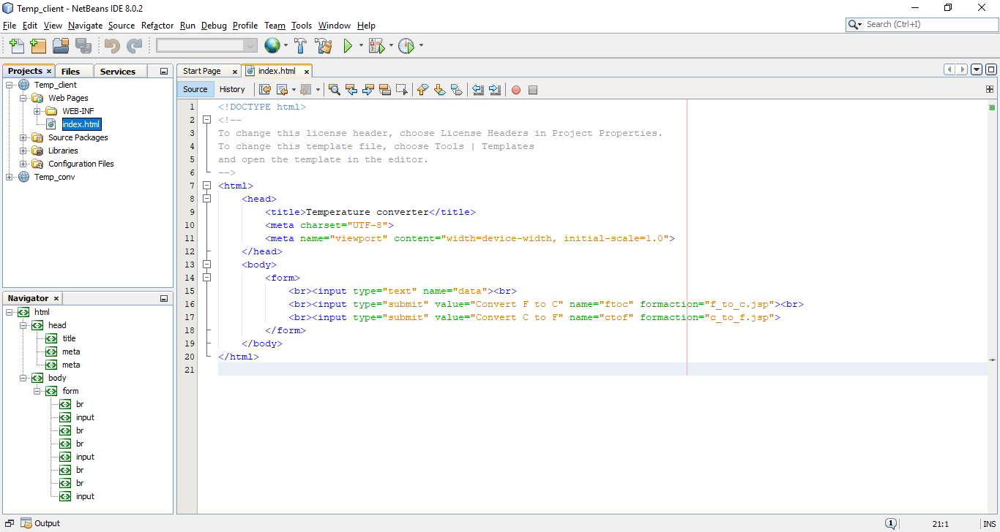 Temp_client - NetBeans IDE 8.0.2
File Edit View Navigate Source Refactor Run Debug Profile Team Tools Window Help
Search (Ctrl+I)
Projects Files Services
Temp_client
Web Pages
WEB-INF
index.html
Source Packages
Libraries
Configuration Files
Temp_conv
Navigator
html
head
title
meta
meta
body
form
br
input
br
br
input
br
br
input
Start Page index.html
Source History
1 <!DOCTYPE html>
2 <!--
3 To change this license header, choose License Headers in Project Properties.
4 To change this template file, choose Tools | Templates
5 and open the template in the editor.
6 -->
7 <html>
8 <head>
9 <title>Temperature converter</title>
10 <meta charset="UTF-8">
11 <meta name="viewport" content="width=device-width, initial-scale=1.0">
12 </head>
13 <body>
14 <form>
15 <br><input type="text" name="data"><br>
16 <br><input type="submit" value="Convert F to C" name="ftoc" formaction="f_to_c.jsp"><br>
17 <br><input type="submit" value="Convert C to F" name="ctof" formaction="c_to_f.jsp">
18 </form>
19 </body>
20 </html>
21
Output
1
21:1
INS